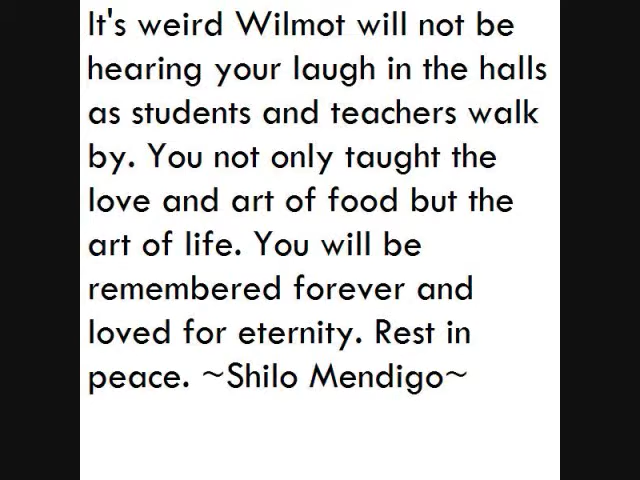 It's weird Wilmot will not be
hearing your laugh in the halls
as students and teachers walk
by. You not only taught the
love and art of food but the
art of life. You will be
remembered forever and
loved for eternity. Rest in
peace. ~Shilo Mendigo~